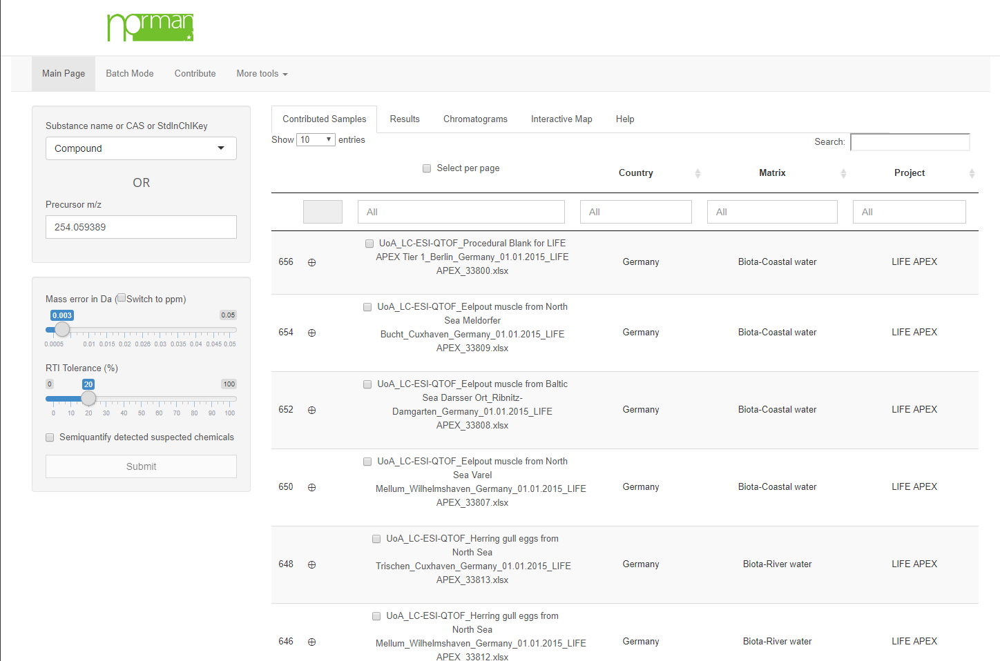 norman
Main Page Batch Mode Contribute More tools
Substance name or CAS or StdInChIKey
Compound
OR
Precursor m/z
254.059389
Mass error in Da (Switch to ppm)
0.003 0.05
0.0005 0.01 0.015 0.02 0.026 0.03 0.035 0.04 0.045 0.05
RTI Tolerance (%)
0 20 100
0 10 20 30 40 50 60 70 80 90 100
Semiquantify detected suspected chemicals
Submit
Contributed Samples Results Chromatograms Interactive Map Help
Show 10 entries Search:
Select per page Country Matrix Project
All All All All
UoA_LC-ESI-QTOF_Procedural Blank for LIFE
656 APEX Tier 1_Berlin_Germany_01.01.2015_LIFE Germany Biota-Coastal water LIFE APEX
APEX_33800.xlsx
UoA_LC-ESI-QTOF_Eelpout muscle from North
Sea Meldorfer
654 Bucht_Cuxhaven_Germany_01.01.2015_LIFE Germany Biota-Coastal water LIFE APEX
APEX_33809.xlsx
UoA_LC-ESI-QTOF_Eelpout muscle from Baltic
Sea Darsser Ort_Ribnitz-
652 Damgarten_Germany_01.01.2015_LIFE Germany Biota-Coastal water LIFE APEX
APEX_33808.xlsx
UoA_LC-ESI-QTOF_Eelpout muscle from North
Sea Varel
650 Mellum_Wilhelmshaven_Germany_01.01.2015_LIFE Germany Biota-Coastal water LIFE APEX
APEX_33807.xlsx
UoA_LC-ESI-QTOF_Herring gull eggs from
North Sea
648 Trischen_Cuxhaven_Germany_01.01.2015_LIFE Germany Biota-River water LIFE APEX
APEX_33813.xlsx
UoA_LC-ESI-QTOF_Herring gull eggs from
North Sea
646 Mellum_Wilhelmshaven_Germany_01.01.2015_LIFE Germany Biota-River water LIFE APEX
APEX_33812.xlsx